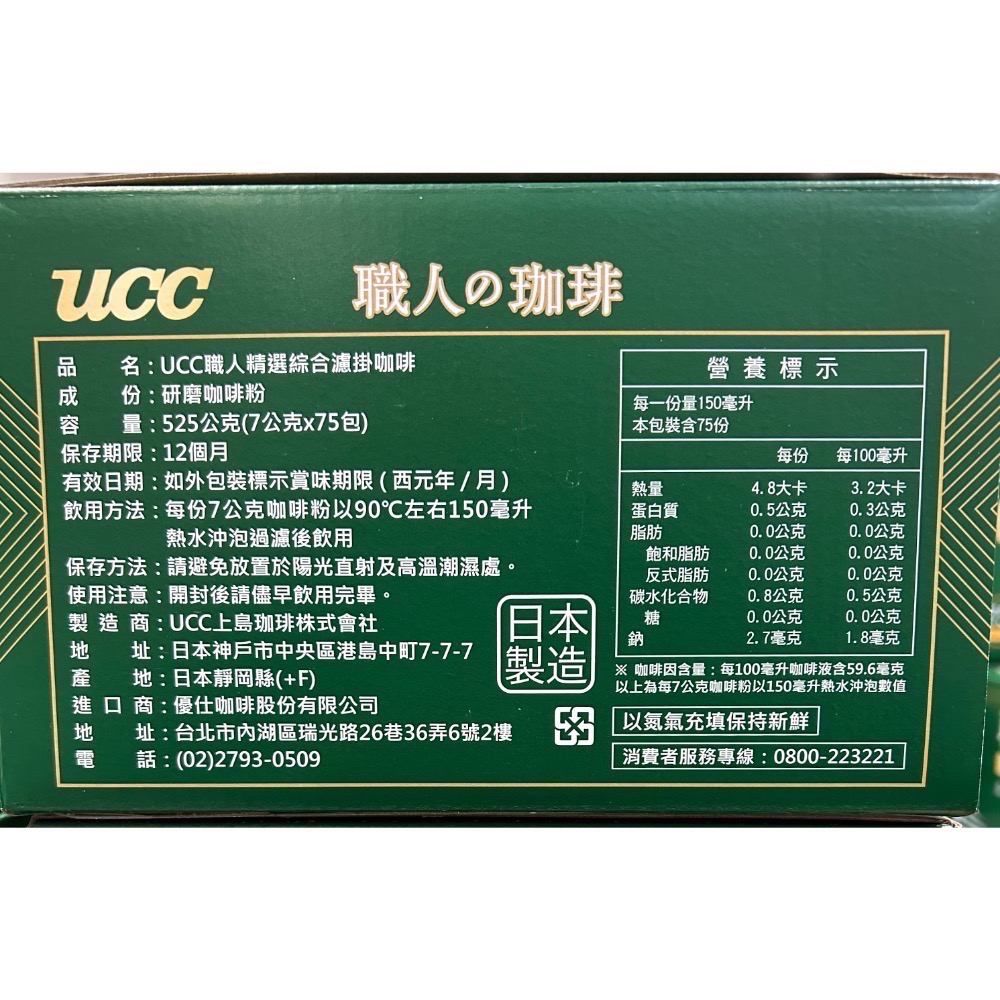 UCC
職人の珈琲
品名：UCC職人精選綜合濾掛咖啡
成份：研磨咖啡粉
容量：525公克(7公克x75包)
保存期限：12個月
有效日期：如外包裝標示賞味期限（西元年／月）
飲用方法：每份7公克咖啡粉以90℃左右150毫升
熱水沖泡過濾後飲用
保存方法：請避免放置於陽光直射及高溫潮濕處。
使用注意：開封後請儘早飲用完畢。
製造商：UCC上島珈琲株式會社
地址：日本神戶市中央區港島中町7-7-7
產地：日本靜岡縣(+F)
進口商：優仕咖啡股份有限公司
地址：台北市內湖區瑞光路26巷36弄6號2樓
電話：(02)2793-0509
日本
製造
營養標示
每一份量150毫升
本包裝含75份
每份 每100毫升
熱量 4.8大卡 3.2大卡
蛋白質 0.5公克 0.3公克
脂肪 0.0公克 0.0公克
飽和脂肪 0.0公克 0.0公克
反式脂肪 0.0公克 0.0公克
碳水化合物 0.8公克 0.5公克
糖 0.0公克 0.0公克
鈉 2.7毫克 1.8毫克
※ 咖啡因含量：每100毫升咖啡液含59.6毫克
以上為每7公克咖啡粉以150毫升熱水沖泡數值
以氮氣充填保持新鮮
消費者服務專線：0800-223221